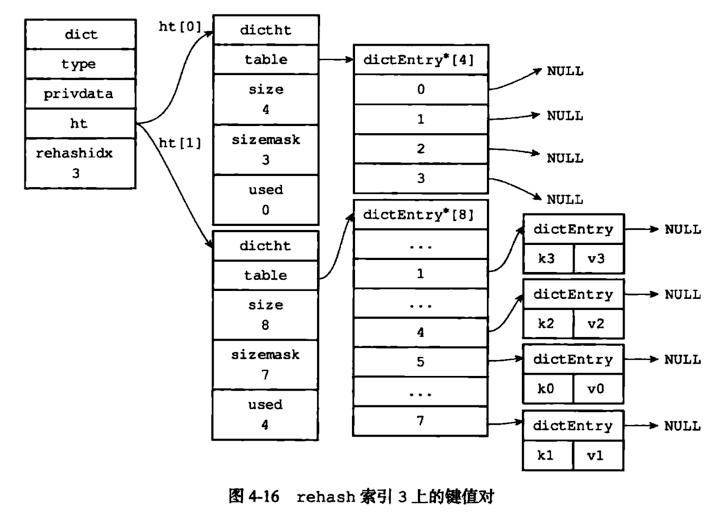 dict
type
privdata
ht
rehashidx
3
ht[0]
ht[1]
dictht
table
size
4
sizemask
3
used
0
dictht
table
size
8
sizemask
7
used
4
dictEntry*[4]
0
1
2
3
NULL
NULL
NULL
NULL
dictEntry*[8]
...
1
...
4
5
...
7
dictEntry
k3 v3
NULL
dictEntry
k2 v2
NULL
dictEntry
k0 v0
NULL
dictEntry
k1 v1
NULL
图 4-16 rehash 索引 3 上的键值对